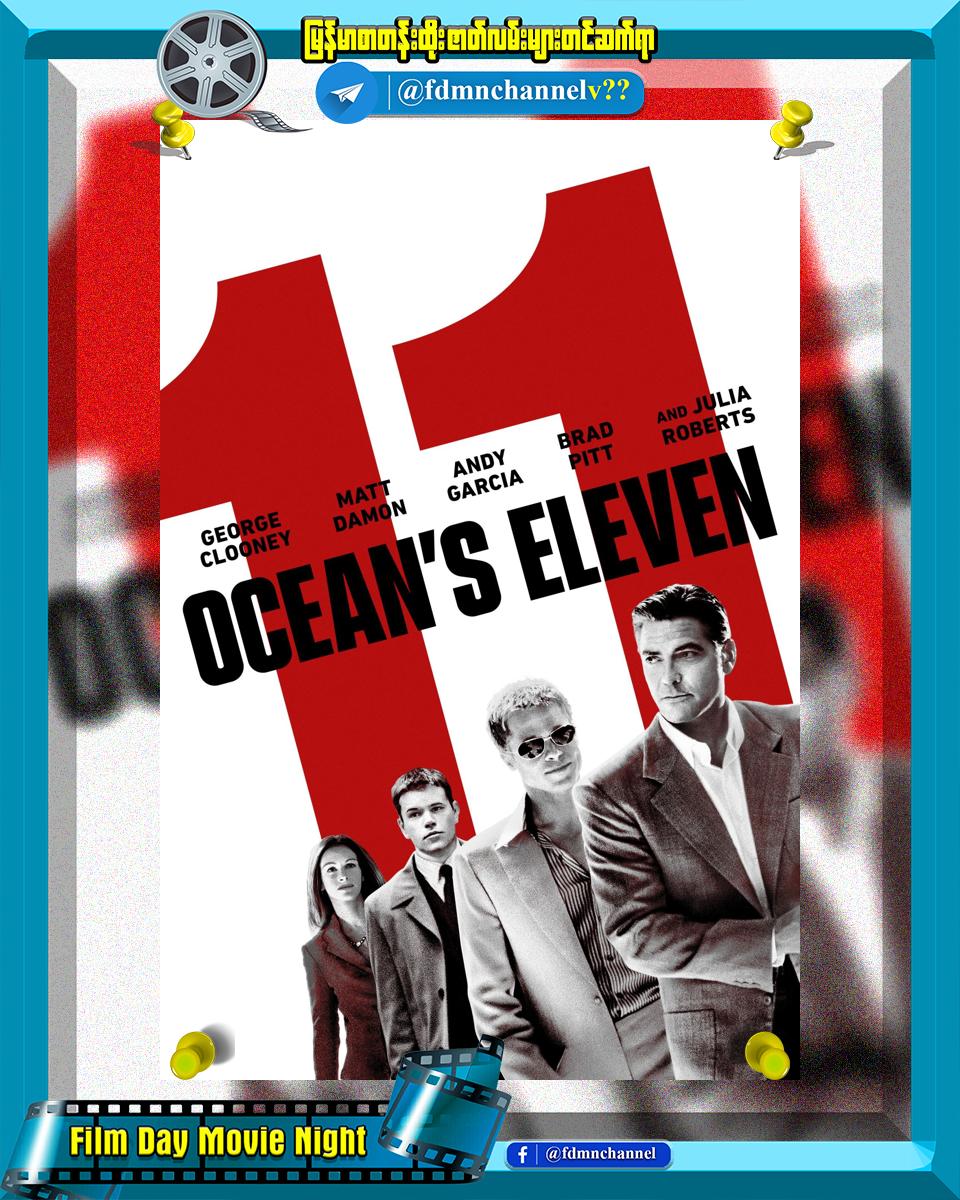 မြန်မာစာတန်းထိုးဇာတ်လမ်းများတင်ဆက်ရာ
@fdmnchannelv??
11
AND JULIA
ROBERTS
BRAD
PITT
ANDY
GARCIA
MATT
DAMON
GEORGE
CLOONEY
OCEAN'S ELEVEN
Film Day Movie Night
f @fdmnchannel